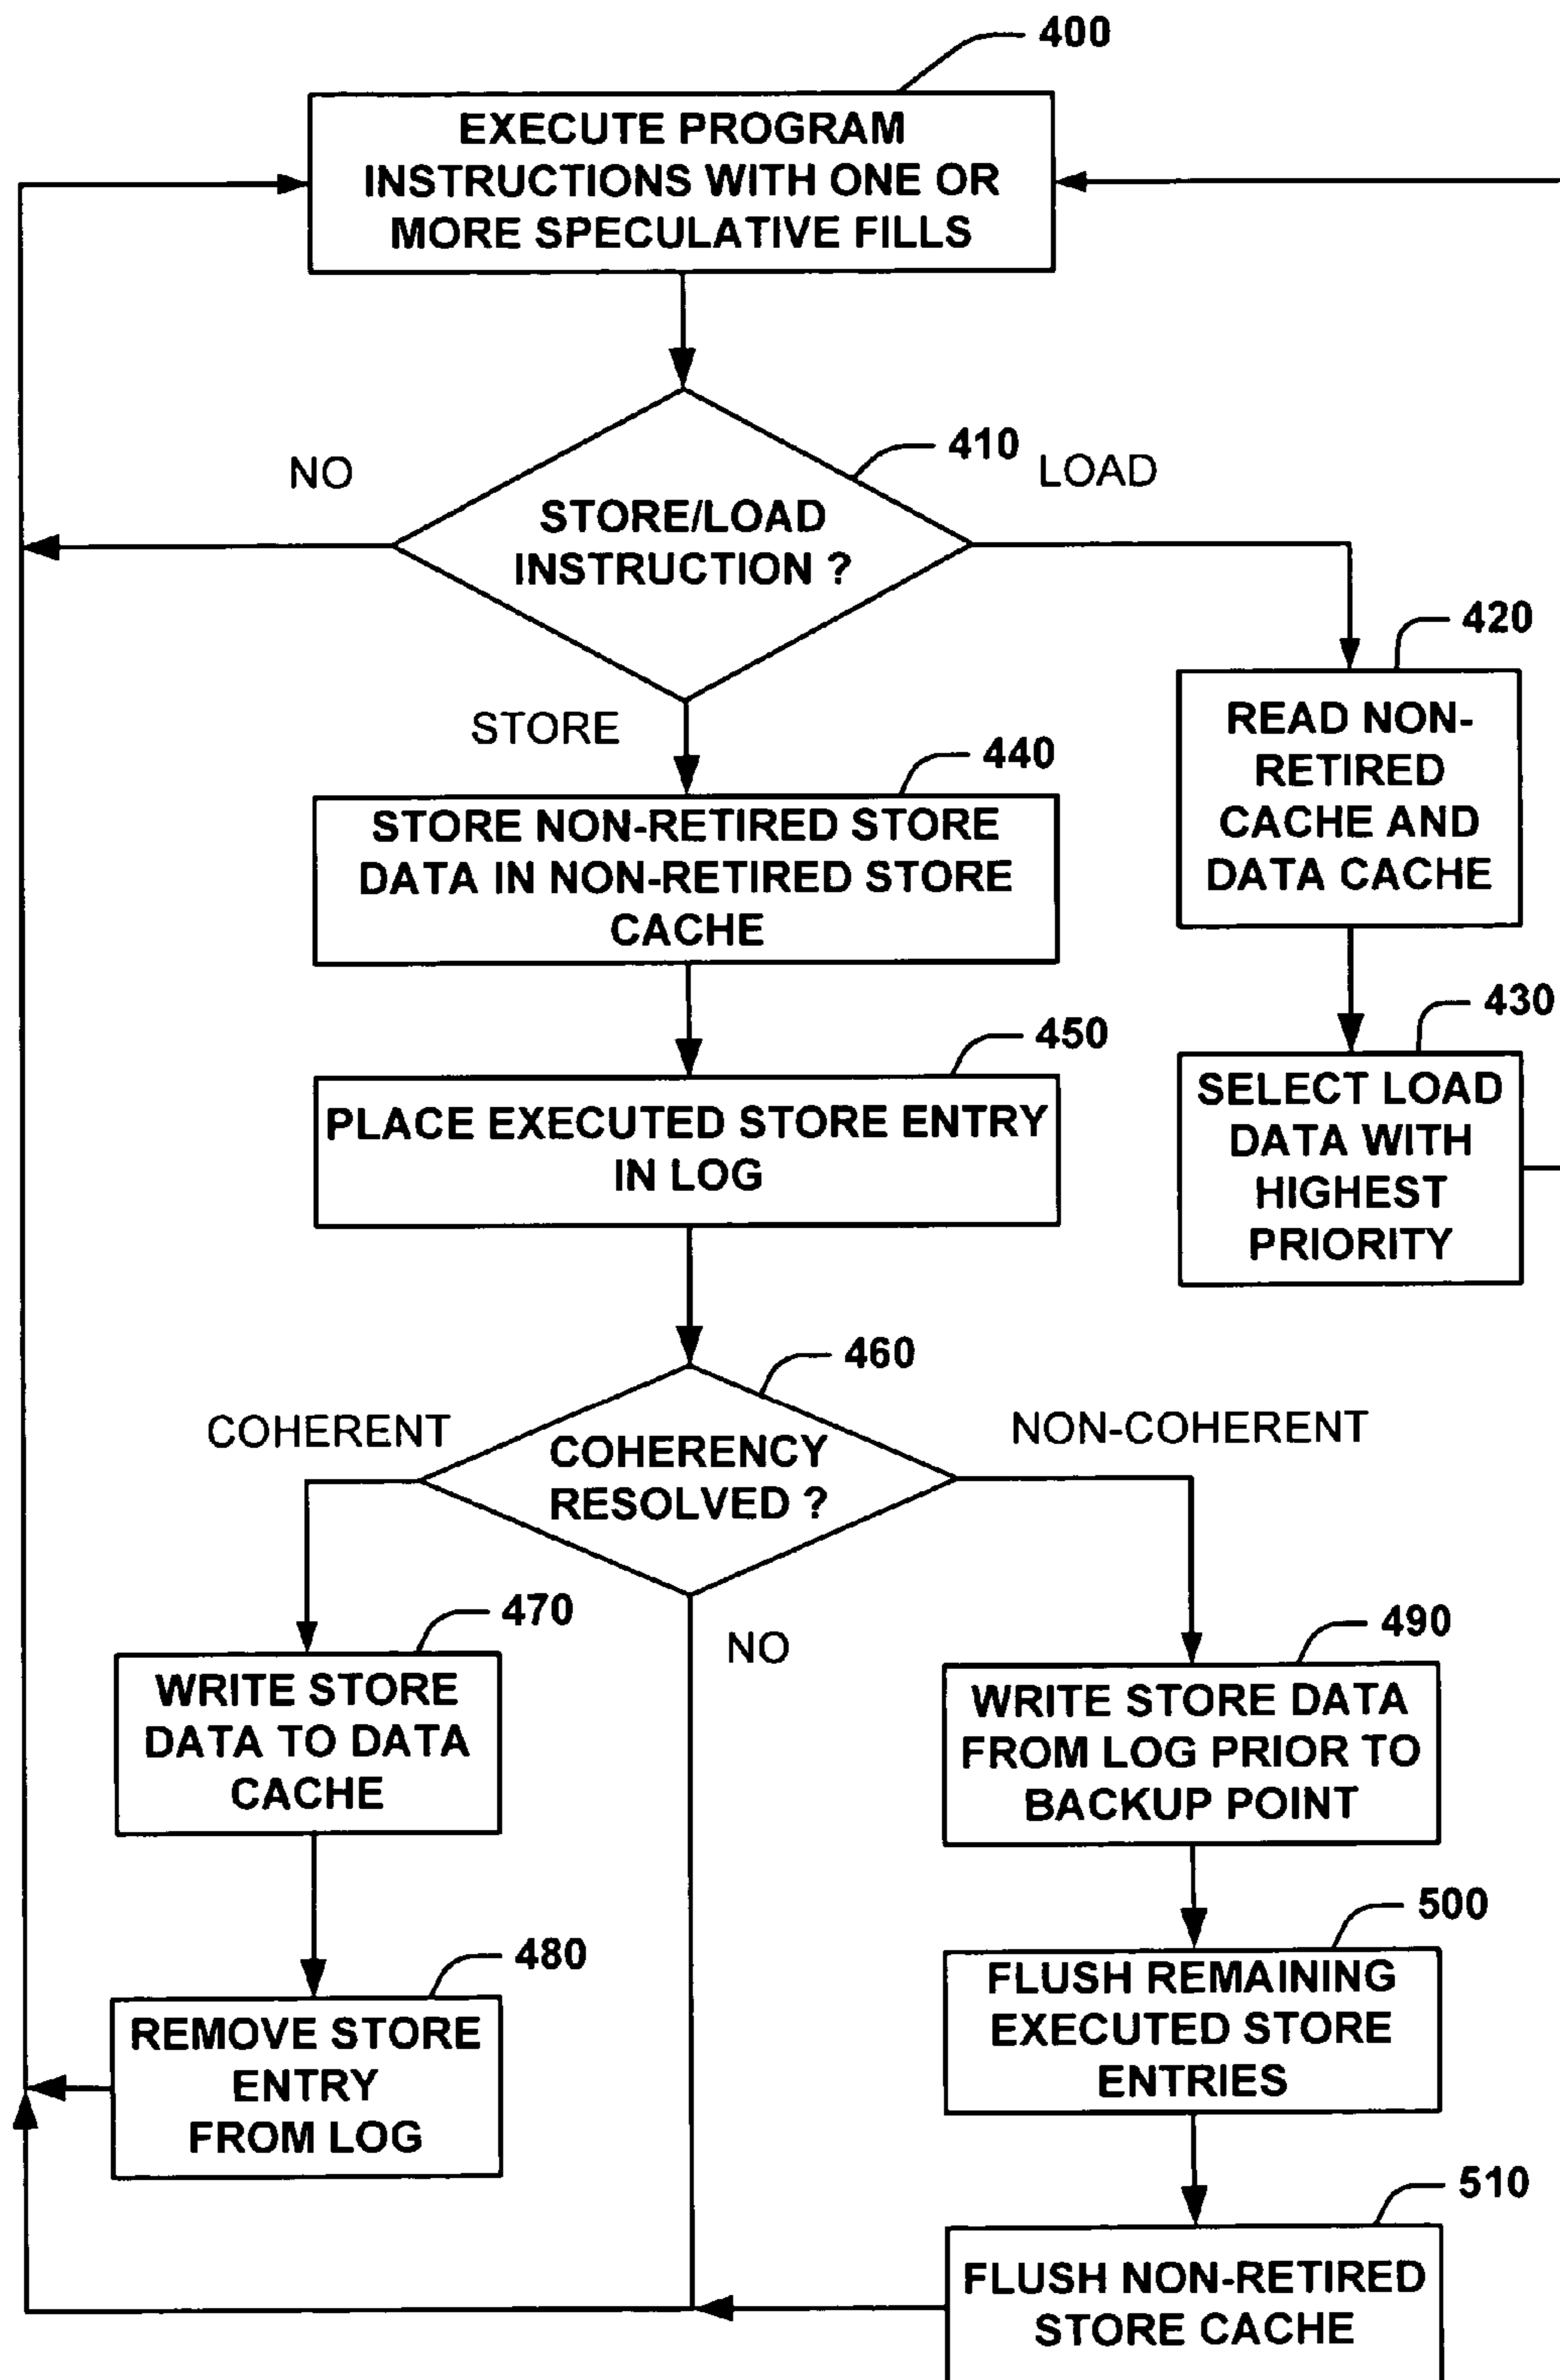 400
EXECUTE PROGRAM
INSTRUCTIONS WITH ONE OR
MORE SPECULATIVE FILLS
410
NO
LOAD
STORE/LOAD
INSTRUCTION ?
420
READ NON-
RETIRED
CACHE AND
DATA CACHE
STORE
440
STORE NON-RETIRED STORE
DATA IN NON-RETIRED STORE
CACHE
430
SELECT LOAD
DATA WITH
HIGHEST
PRIORITY
450
PLACE EXECUTED STORE ENTRY
IN LOG
460
COHERENT
NON-COHERENT
COHERENCY
RESOLVED ?
NO
470
WRITE STORE
DATA TO DATA
CACHE
490
WRITE STORE DATA
FROM LOG PRIOR TO
BACKUP POINT
480
REMOVE STORE
ENTRY
FROM LOG
500
FLUSH REMAINING
EXECUTED STORE
ENTRIES
510
FLUSH NON-RETIRED
STORE CACHE